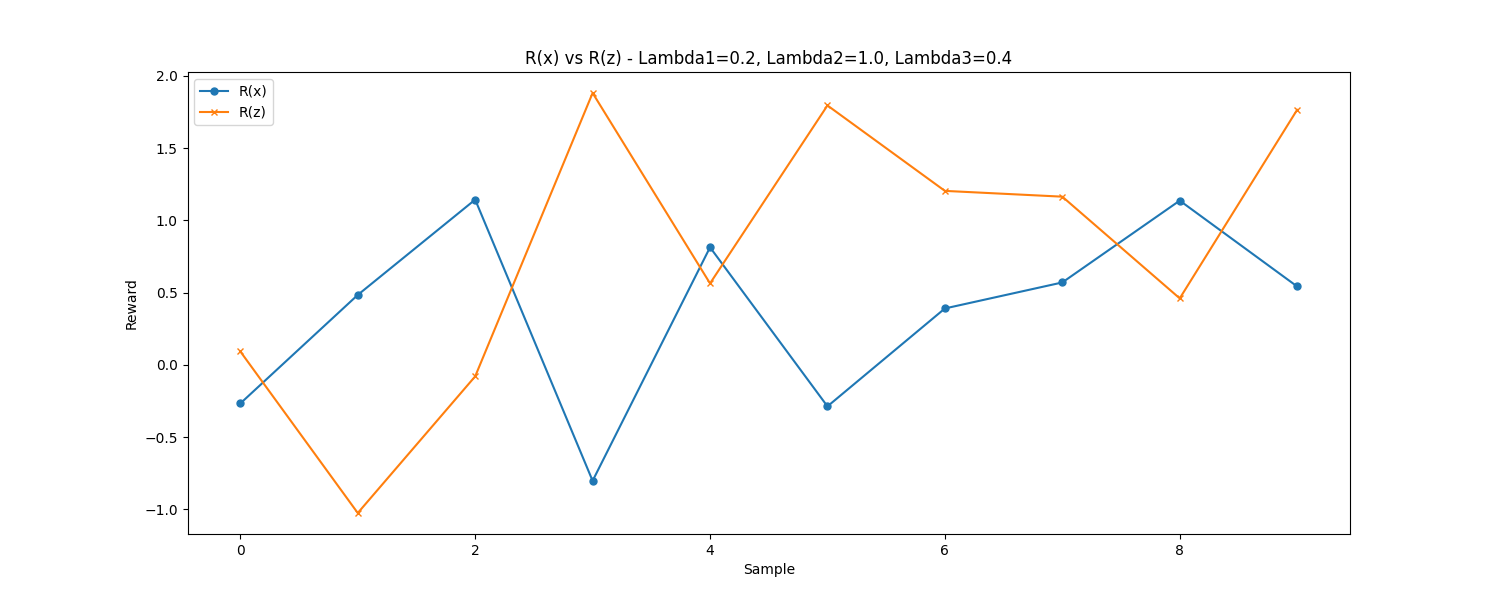 R(x) vs R(z) - Lambda1=0.2, Lambda2=1.0, Lambda3=0.4
R(x)
R(z)
2.0
1.5
1.0
0.5
0.0
−0.5
−1.0
Reward
0 2 4 6 8
Sample